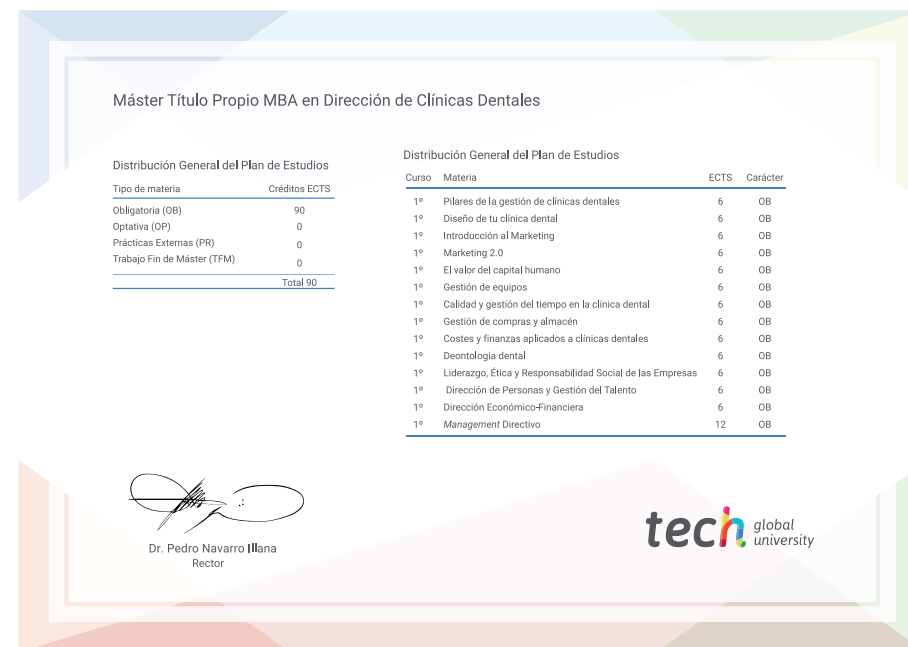 Máster Título Propio MBA en Dirección de Clínicas Dentales
Distribución General del Plan de Estudios
Tipo de materia Créditos ECTS
Obligatoria (OB) 90
Optativa (OP) 0
Prácticas Externas (PR) 0
Trabajo Fin de Máster (TFM) 0
Total 90
Distribución General del Plan de Estudios
Curso Materia ECTS Carácter
1º Pilares de la gestión de clínicas dentales 6 OB
1º Diseño de tu clínica dental 6 OB
1º Introducción al Marketing 6 OB
1º Marketing 2.0 6 OB
1º El valor del capital humano 6 OB
1º Gestión de equipos 6 OB
1º Calidad y gestión del tiempo en la clínica dental 6 OB
1º Gestión de compras y almacén 6 OB
1º Costes y finanzas aplicados a clínicas dentales 6 OB
1º Deontología dental 6 OB
1º Liderazgo, Ética y Responsabilidad Social de las Empresas 6 OB
1º Dirección de Personas y Gestión del Talento 6 OB
1º Dirección Económico-Financiera 6 OB
1º Management Directivo 12 OB
Dr. Pedro Navarro Illana
Rector
tech global
university